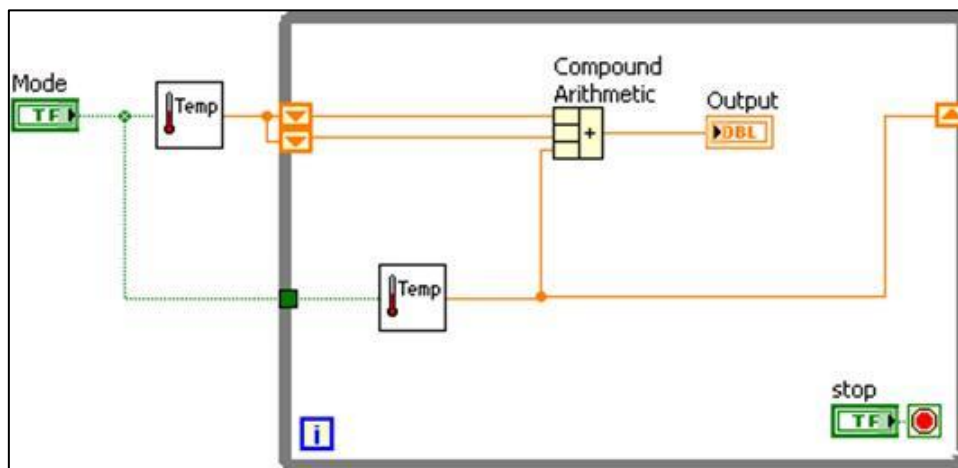 Mode
TF
Temp
Compound
Arithmetic
+
Output
DBL
Temp
stop
TF
i